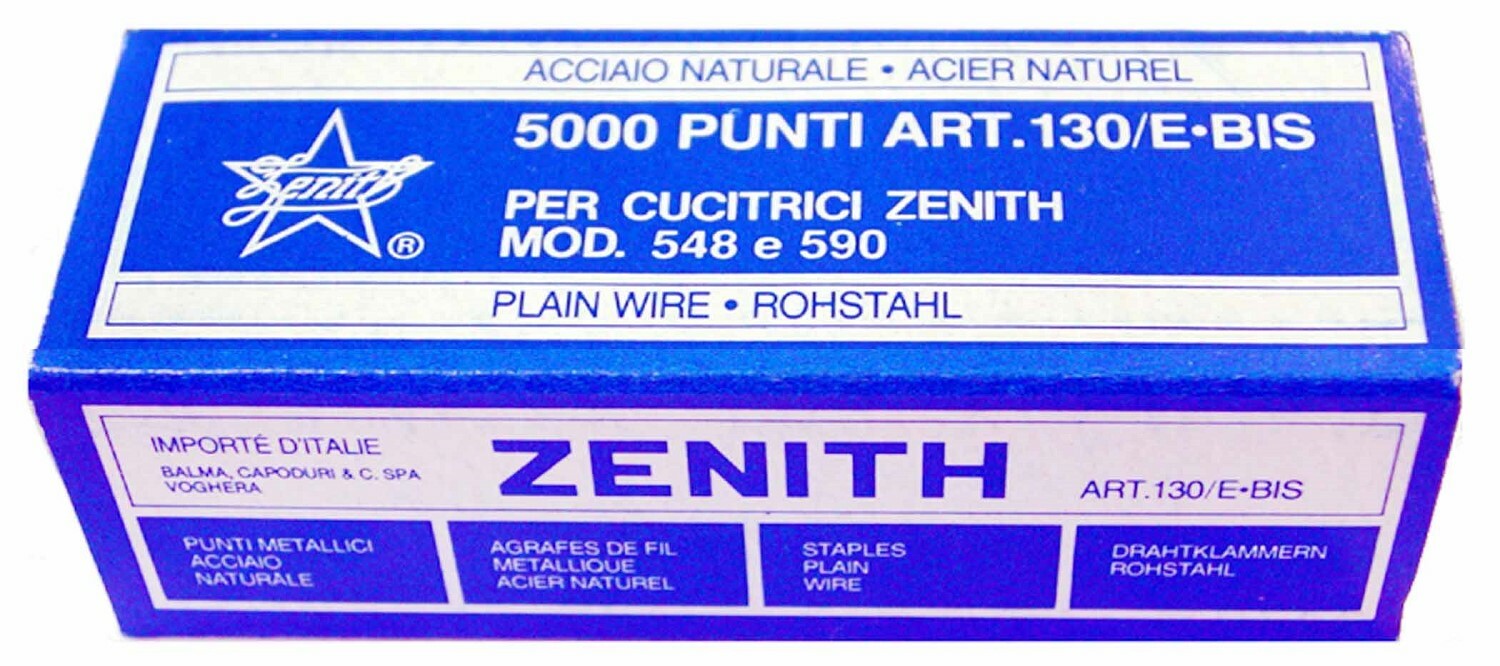 ACCIAIO NATURALE • ACIER NATUREL
Zenith ®
5000 PUNTI ART.130/E•BIS
PER CUCITRICI ZENITH
MOD. 548 e 590
PLAIN WIRE • ROHSTAHL
IMPORTÉ D'ITALIE
BALMA, CAPODURI & C. SPA
VOGHERA
ZENITH
ART.130/E•BIS
PUNTI METALLICI
ACCIAIO
NATURALE
AGRAFES DE FIL
METALLIQUE
ACIER NATUREL
STAPLES
PLAIN
WIRE
DRAHTKLAMMERN
ROHSTAHL